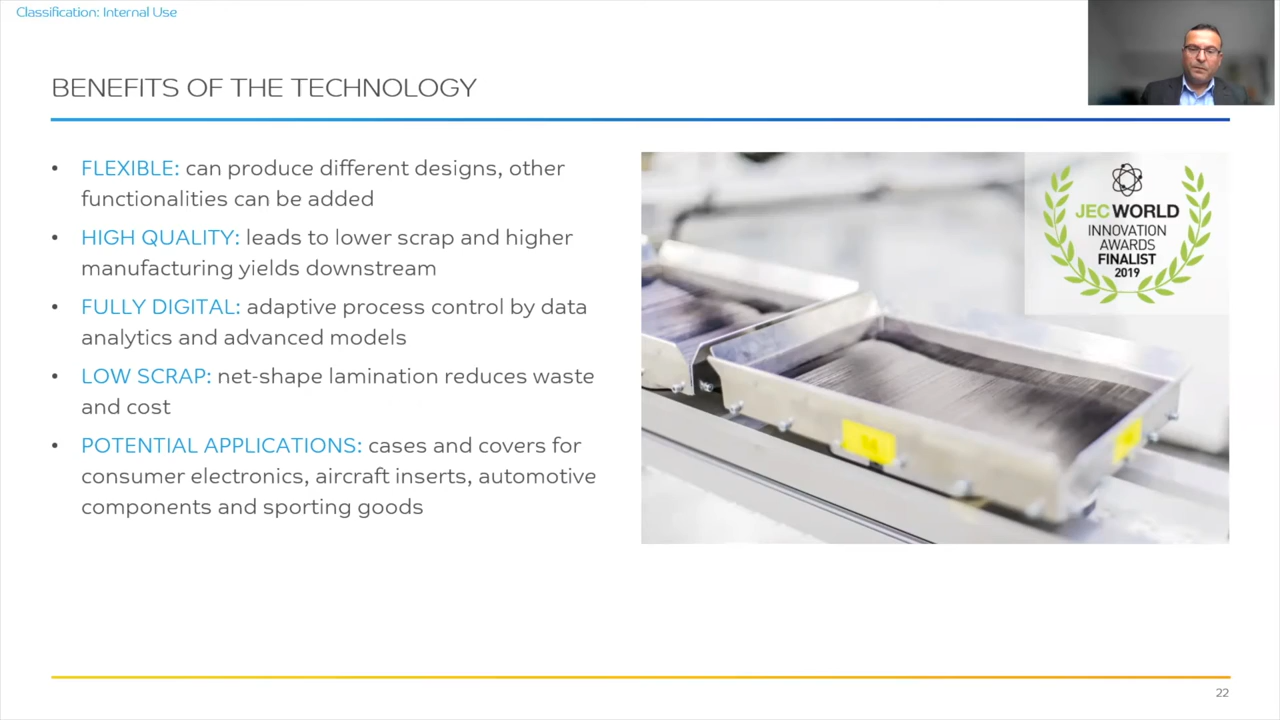 Classification: Internal Use
BENEFITS OF THE TECHNOLOGY
• FLEXIBLE: can produce different designs, other
functionalities can be added
• HIGH QUALITY: leads to lower scrap and higher
manufacturing yields downstream
• FULLY DIGITAL: adaptive process control by data
analytics and advanced models
• LOW SCRAP: net-shape lamination reduces waste
and cost
• POTENTIAL APPLICATIONS: cases and covers for
consumer electronics, aircraft inserts, automotive
components and sporting goods
JEC WORLD
INNOVATION
AWARDS
FINALIST
2019
22